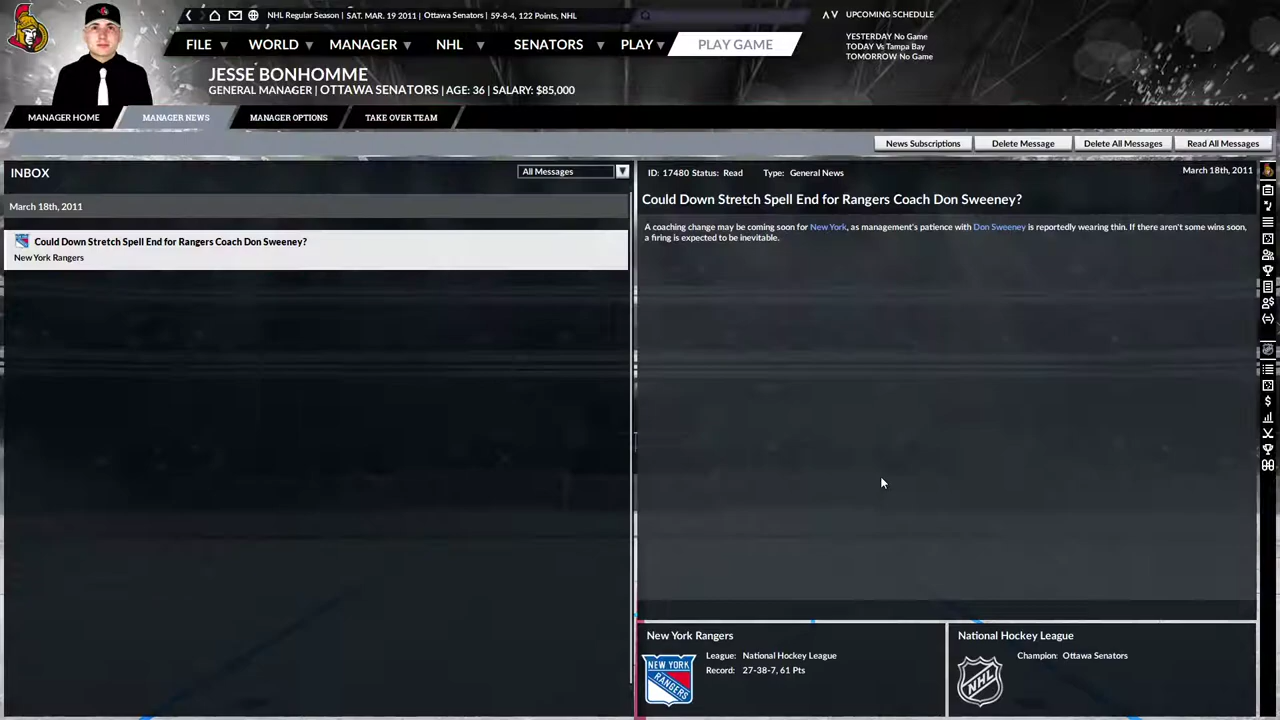 NHL Regular Season | SAT. MAR. 19 2011 | Ottawa Senators | 59-8-4, 122 Points, NHL
UPCOMING SCHEDULE
YESTERDAY No Game
TODAY Vs Tampa Bay
TOMORROW No Game
FILE WORLD MANAGER NHL SENATORS PLAY PLAY GAME
JESSE BONHOMME
GENERAL MANAGER | OTTAWA SENATORS | AGE: 36 | SALARY: $85,000
MANAGER HOME MANAGER NEWS MANAGER OPTIONS TAKE OVER TEAM
News Subscriptions Delete Message Delete All Messages Read All Messages
INBOX All Messages
March 18th, 2011
Could Down Stretch Spell End for Rangers Coach Don Sweeney?
New York Rangers
ID: 17480 Status: Read Type: General News March 18th, 2011
Could Down Stretch Spell End for Rangers Coach Don Sweeney?
A coaching change may be coming soon for New York, as management's patience with Don Sweeney is reportedly wearing thin. If there aren't some wins soon,
a firing is expected to be inevitable.
New York Rangers
League: National Hockey League
Record: 27-38-7, 61 Pts
NEW YORK
RANGERS
National Hockey League
Champion: Ottawa Senators
NHL